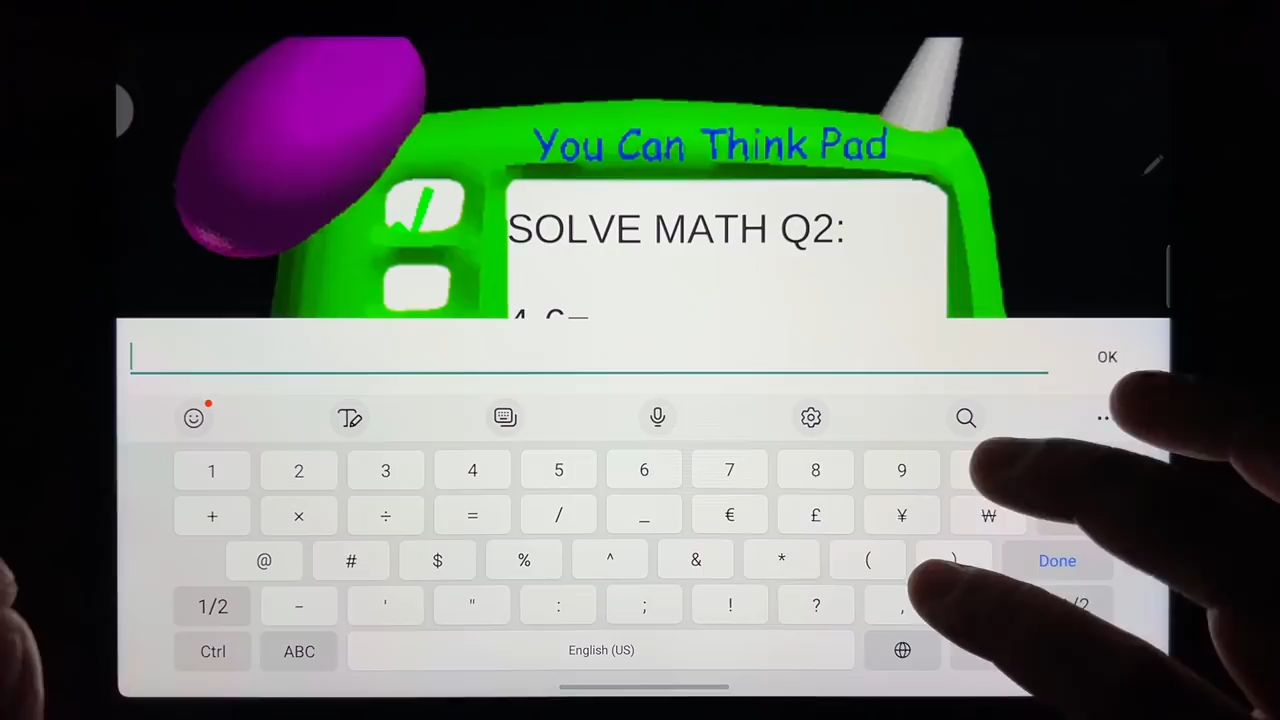 You Can Think Pad
SOLVE MATH Q2:
OK
1 2 3 4 5 6 7 8 9
+ × ÷ = / _ € £ ¥ ₩
@ # $ % ^ & * ( ) Done
1/2 - ' " : ; ! ? ,
Ctrl ABC English (US)